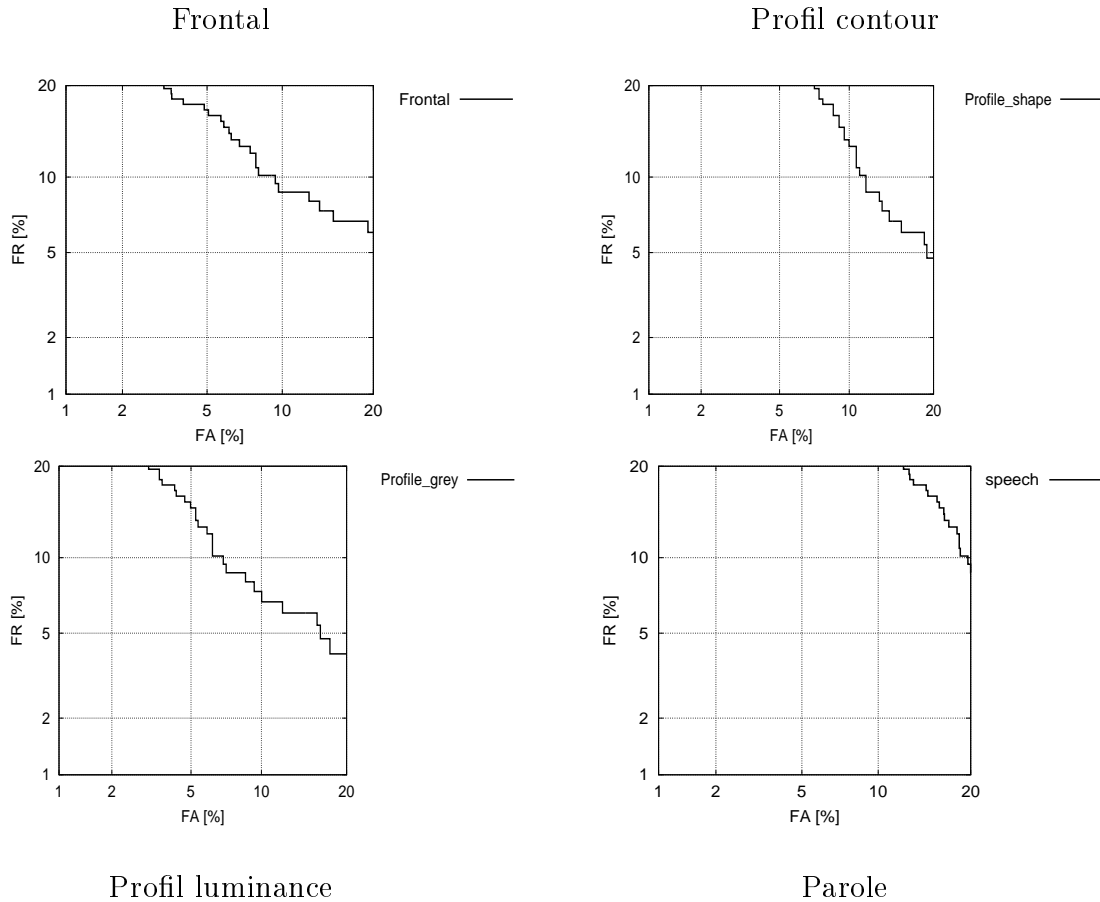 Frontal
Profil contour
20
10
5
2
1
FR [%]
1 2 5 10 20
FA [%]
Frontal
20
10
5
2
1
FR [%]
1 2 5 10 20
FA [%]
Profile_shape
20
10
5
2
1
FR [%]
1 2 5 10 20
FA [%]
Profile_grey
20
10
5
2
1
FR [%]
1 2 5 10 20
FA [%]
speech
Profil luminance
Parole